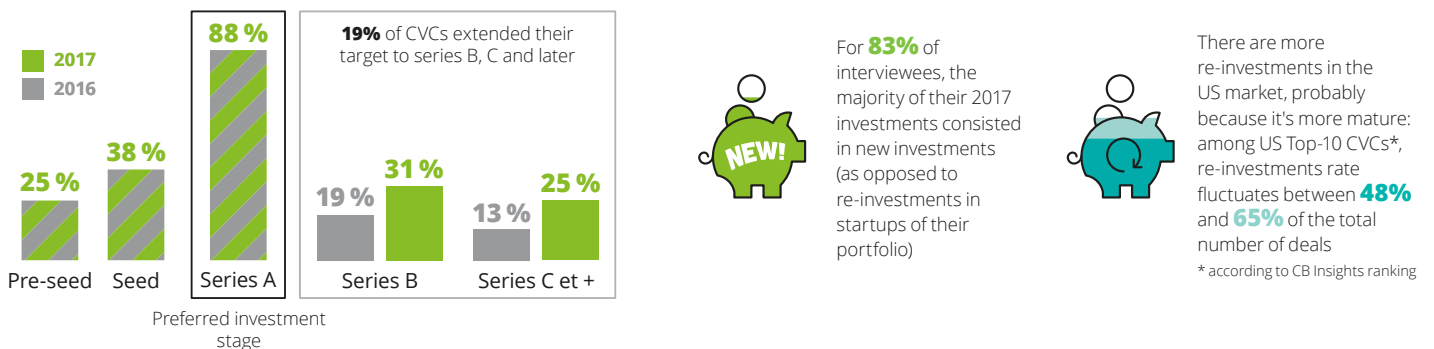 2017
2016
25 %
38 %
88 %
Pre-seed
Seed
Series A
Preferred investment
stage
19% of CVCs extended their
target to series B, C and later
19 %
31 %
13 %
25 %
Series B
Series C et +
NEW!
For 83% of
interviewees, the
majority of their 2017
investments consisted
in new investments
(as opposed to
re-investments in
startups of their
portfolio)
There are more
re-investments in the
US market, probably
because it's more mature:
among US Top-10 CVCs*,
re-investments rate
fluctuates between 48%
and 65% of the total
number of deals
* according to CB Insights ranking